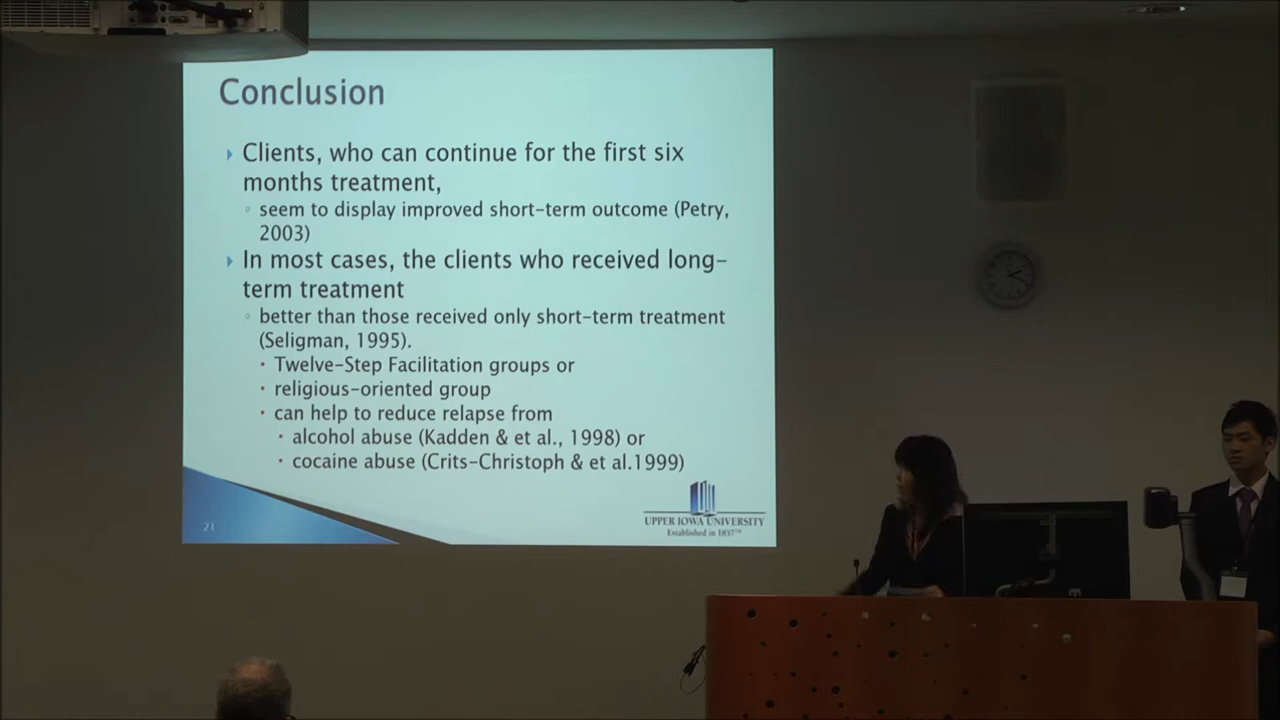 Conclusion
Clients, who can continue for the first six
months treatment,
seem to display improved short-term outcome (Petry,
2003)
In most cases, the clients who received long-
term treatment
better than those received only short-term treatment
(Seligman, 1995).
Twelve-Step Facilitation groups or
religious-oriented group
can help to reduce relapse from
alcohol abuse (Kadden & et al., 1998) or
cocaine abuse (Crits-Christoph & et al.1999)
21
UPPER IOWA UNIVERSITY
Established in 1857™